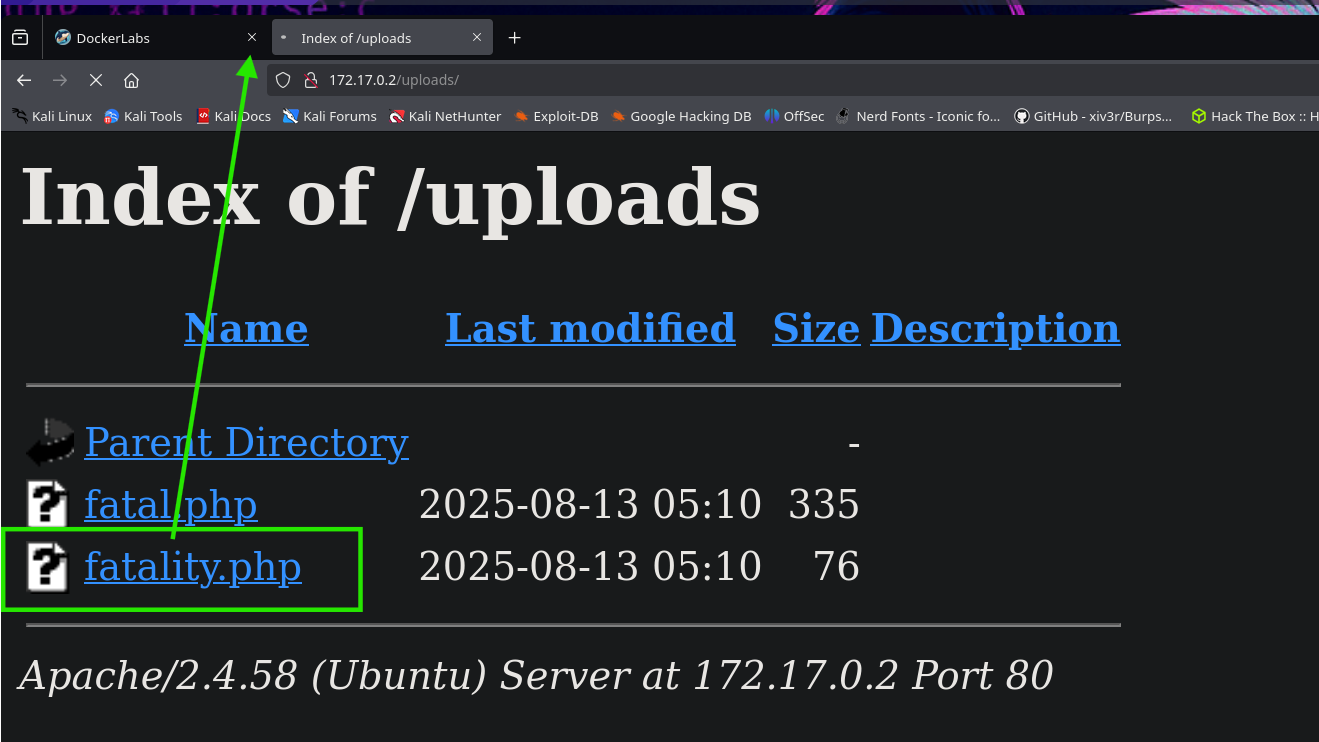 DockerLabs
Index of /uploads
172.17.0.2/uploads/
Kali Linux Kali Tools Kali Docs Kali Forums Kali NetHunter Exploit-DB Google Hacking DB OffSec Nerd Fonts - Iconic fo... GitHub - xiv3r/Burps... Hack The Box :: H
Index of /uploads
Name Last modified Size Description
Parent Directory -
fatal.php 2025-08-13 05:10 335
fatality.php 2025-08-13 05:10 76
Apache/2.4.58 (Ubuntu) Server at 172.17.0.2 Port 80